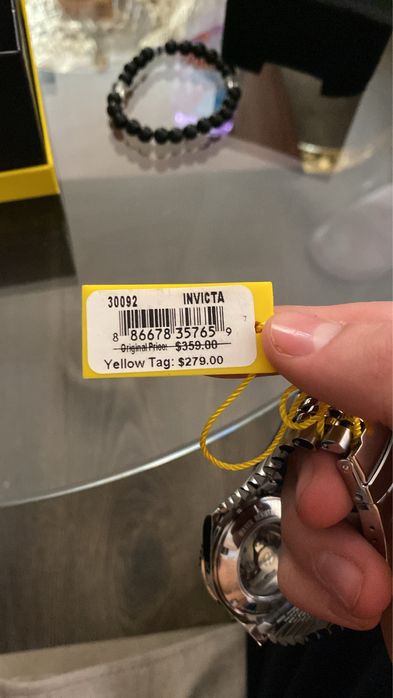 30092 INVICTA
8 86678 35765 9
Original Price: $359.00
Yellow Tag: $279.00